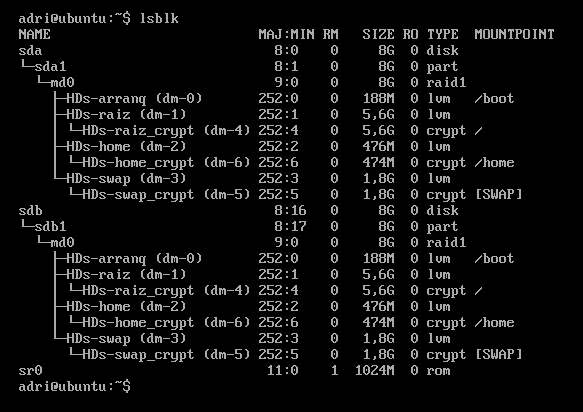 adri@ubuntu:~$ lsblk
NAME                          MAJ:MIN RM   SIZE RO TYPE  MOUNTPOINT
sda                             8:0    0     8G  0 disk
└─sda1                          8:1    0     8G  0 part
  └─md0                         9:0    0     8G  0 raid1
    ├─HDs-arranq (dm-0)       252:0    0   188M  0 lvm   /boot
    ├─HDs-raiz (dm-1)         252:1    0   5,6G  0 lvm
    │ └─HDs-raiz_crypt (dm-4) 252:4    0   5,6G  0 crypt /
    ├─HDs-home (dm-2)         252:2    0   476M  0 lvm
    │ └─HDs-home_crypt (dm-6) 252:6    0   474M  0 crypt /home
    └─HDs-swap (dm-3)         252:3    0   1,8G  0 lvm
      └─HDs-swap_crypt (dm-5) 252:5    0   1,8G  0 crypt [SWAP]
sdb                             8:16   0     8G  0 disk
└─sdb1                          8:17   0     8G  0 part
  └─md0                         9:0    0     8G  0 raid1
    ├─HDs-arranq (dm-0)       252:0    0   188M  0 lvm   /boot
    ├─HDs-raiz (dm-1)         252:1    0   5,6G  0 lvm
    │ └─HDs-raiz_crypt (dm-4) 252:4    0   5,6G  0 crypt /
    ├─HDs-home (dm-2)         252:2    0   476M  0 lvm
    │ └─HDs-home_crypt (dm-6) 252:6    0   474M  0 crypt /home
    └─HDs-swap (dm-3)         252:3    0   1,8G  0 lvm
      └─HDs-swap_crypt (dm-5) 252:5    0   1,8G  0 crypt [SWAP]
sr0                            11:0    1  1024M  0 rom
adri@ubuntu:~$